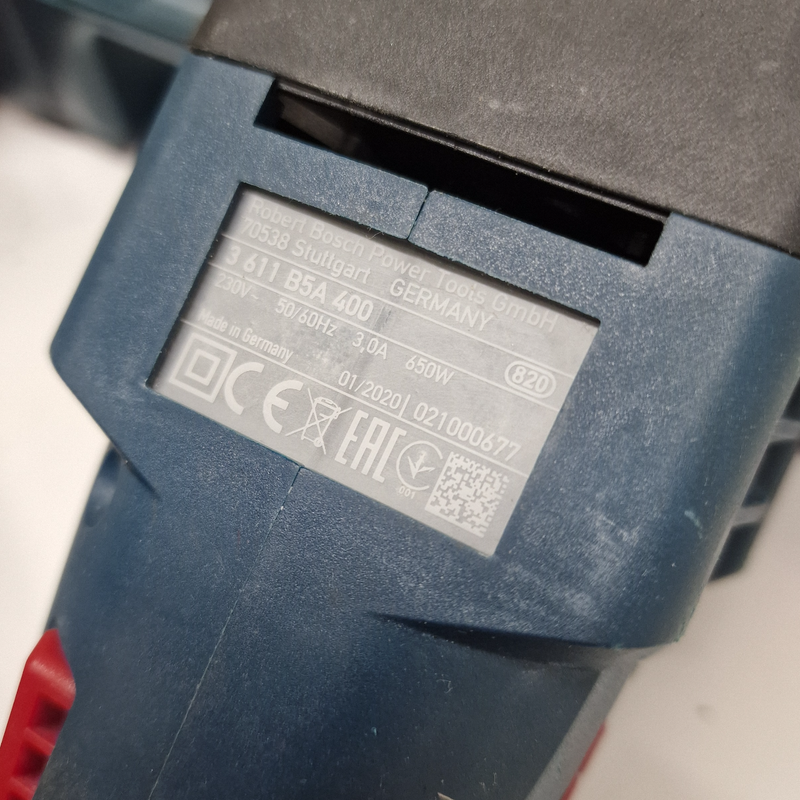 Robert Bosch Power Tools GmbH
70538 Stuttgart GERMANY
3 611 B5A 400
230V~ 50/60Hz 3,0A 650W 820
Made in Germany 01/2020| 021000677
CE EAC
001